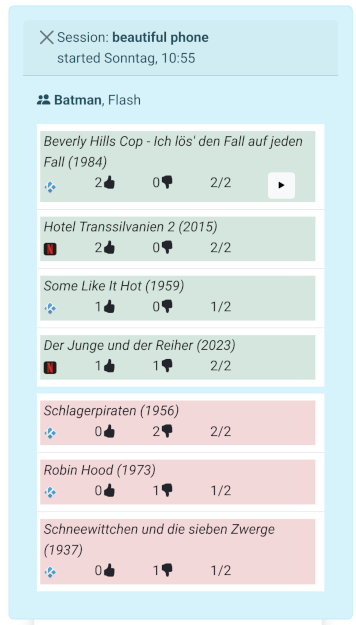 Session: beautiful phone
started Sonntag, 10:55
Batman, Flash
Beverly Hills Cop - Ich lös' den Fall auf jeden
Fall (1984)
2 0 2/2
Hotel Transsilvanien 2 (2015)
N 2 0 2/2
Some Like It Hot (1959)
1 0 1/2
Der Junge und der Reiher (2023)
N 1 1 2/2
Schlagerpiraten (1956)
0 2 2/2
Robin Hood (1973)
0 1 1/2
Schneewittchen und die sieben Zwerge
(1937)
0 1 1/2